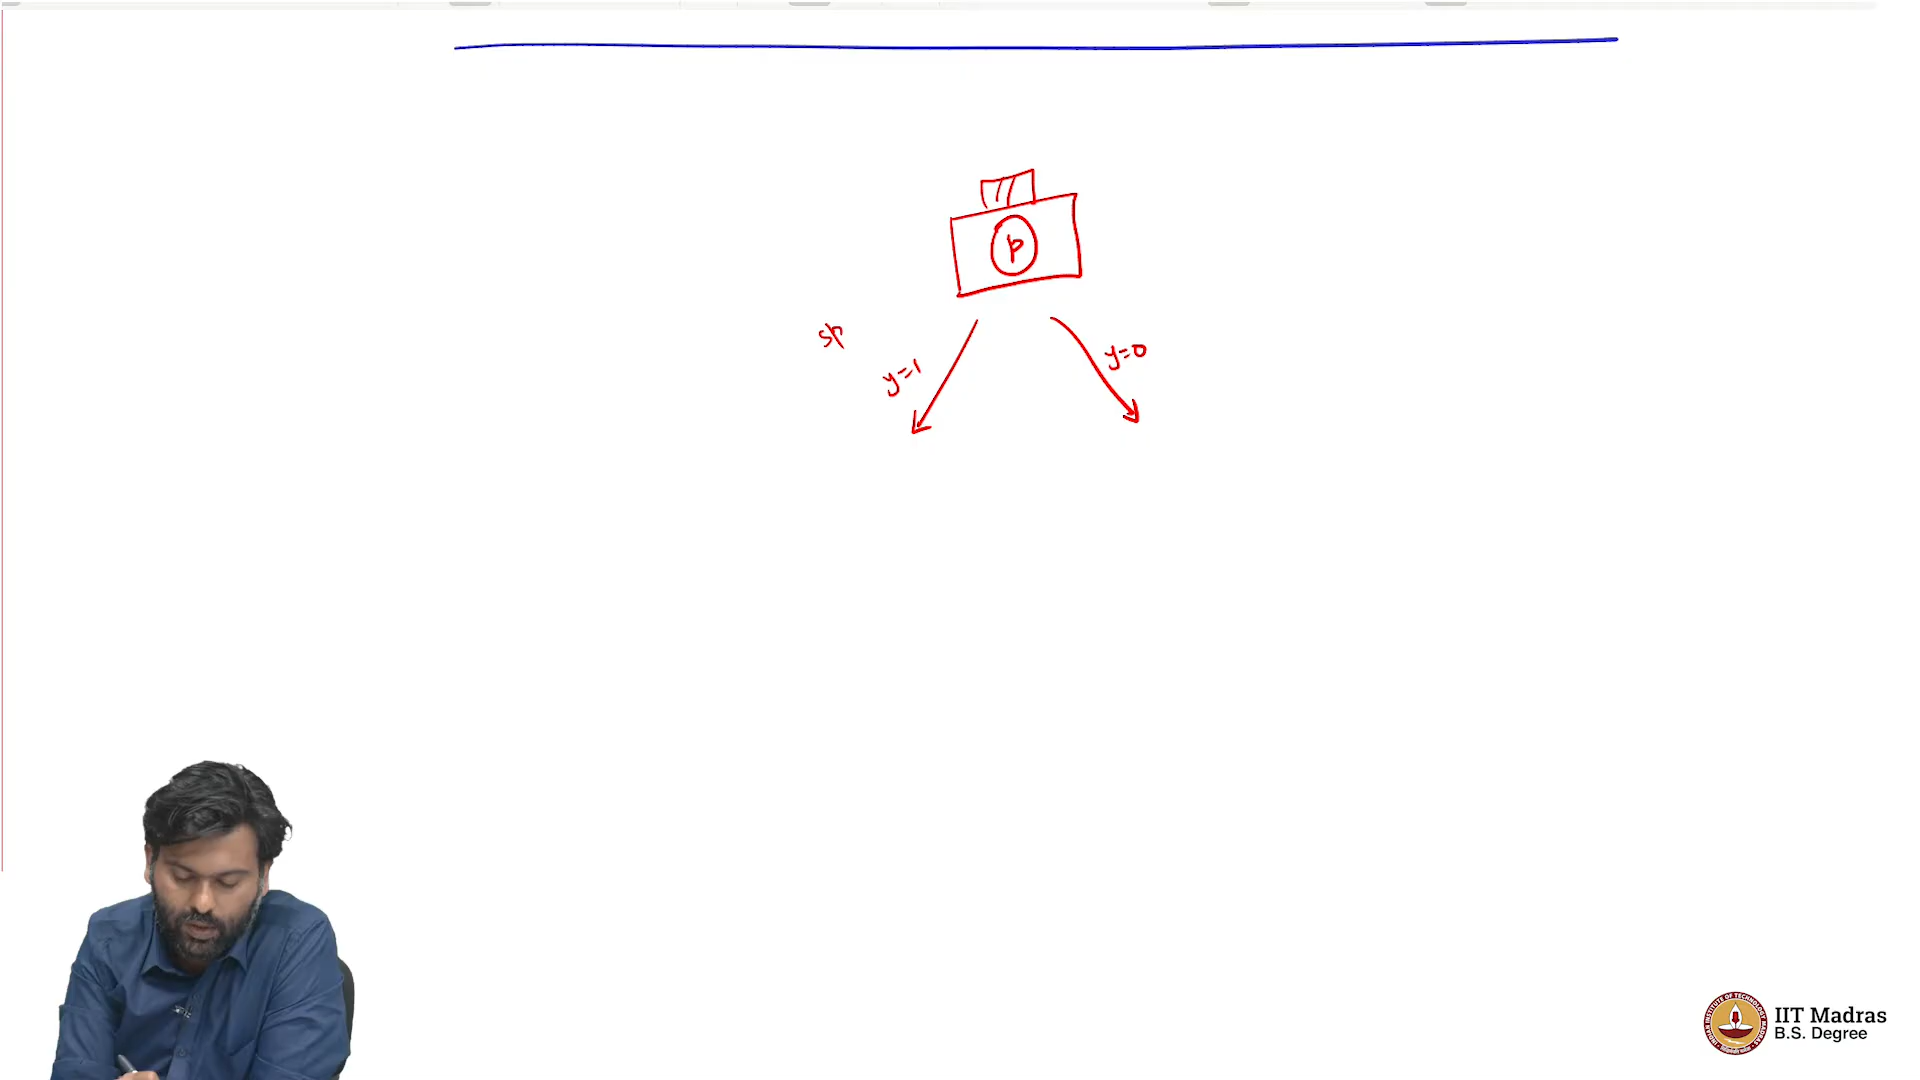 p
sp
y=1
y=0
IIT Madras
B.S. Degree